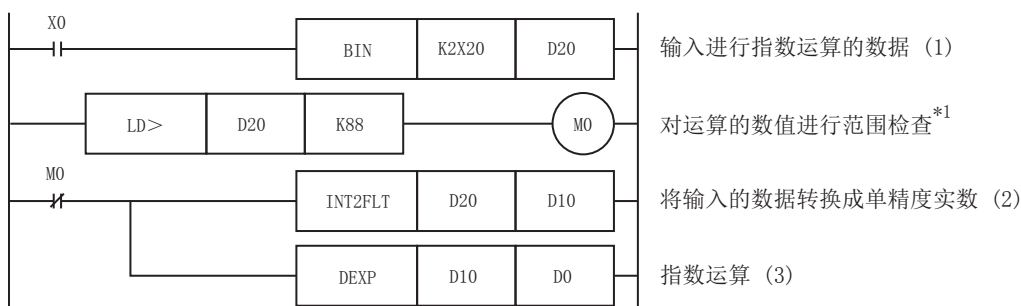 X0
BIN K2X20 D20 输入进行指数运算的数据 (1)
LD＞ D20 K88 M0 对运算的数值进行范围检查*1
M0
INT2FLT D20 D10 将输入的数据转换成单精度实数 (2)
DEXP D10 D0 指数运算 (3)